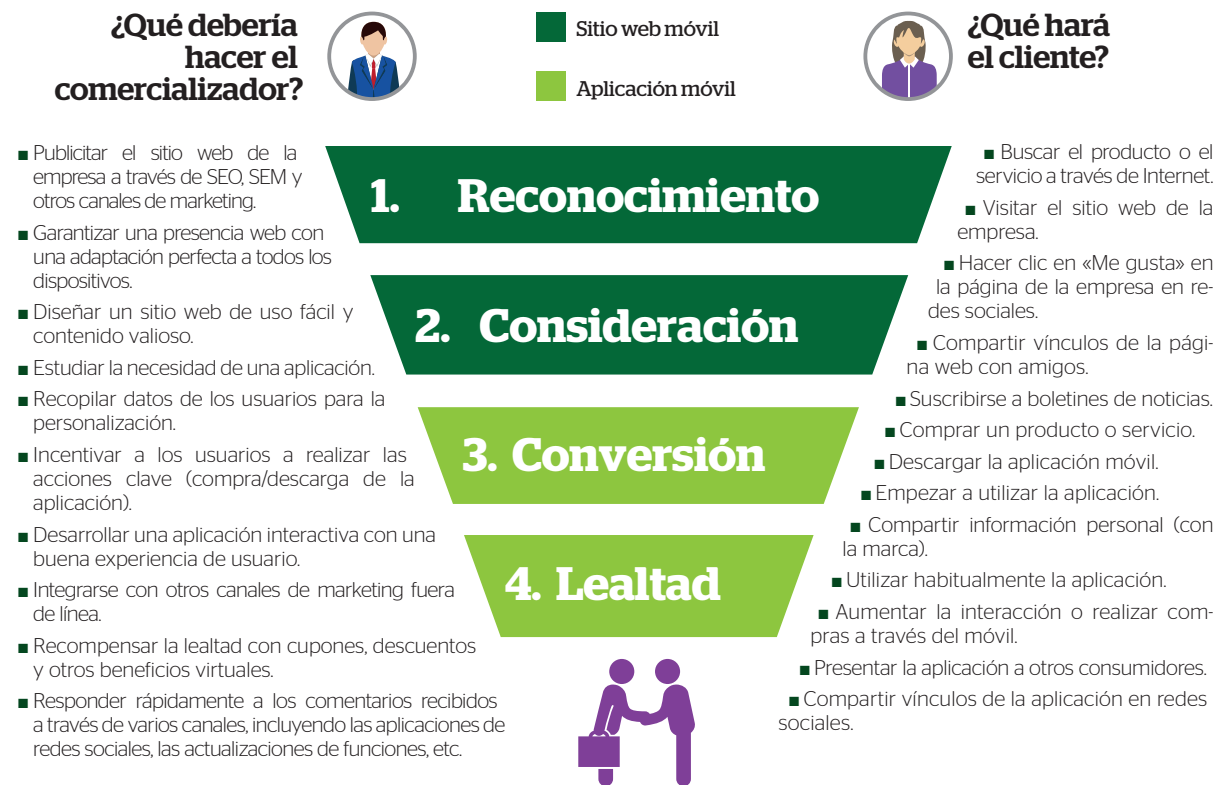 ¿Qué debería
hacer el
comercializador?
Sitio web móvil
Aplicación móvil
¿Qué hará
el cliente?
■ Publicitar el sitio web de la
empresa a través de SEO, SEM y
otros canales de marketing.
■ Garantizar una presencia web con
una adaptación perfecta a todos los
dispositivos.
■ Diseñar un sitio web de uso fácil y
contenido valioso.
■ Estudiar la necesidad de una aplicación.
■ Recopilar datos de los usuarios para la
personalización.
■ Incentivar a los usuarios a realizar las
acciones clave (compra/descarga de la
aplicación).
■ Desarrollar una aplicación interactiva con una
buena experiencia de usuario.
■ Integrarse con otros canales de marketing fuera
de línea.
■ Recompensar la lealtad con cupones, descuentos
y otros beneficios virtuales.
■ Responder rápidamente a los comentarios recibidos
a través de varios canales, incluyendo las aplicaciones de
redes sociales, las actualizaciones de funciones, etc.
1. Reconocimiento
2. Consideración
3. Conversión
4. Lealtad
■ Buscar el producto o el
servicio a través de Internet.
■ Visitar el sitio web de la
empresa.
■ Hacer clic en «Me gusta» en
la página de la empresa en re-
des sociales.
■ Compartir vínculos de la pági-
na web con amigos.
■ Suscribirse a boletines de noticias.
■ Comprar un producto o servicio.
■ Descargar la aplicación móvil.
■ Empezar a utilizar la aplicación.
■ Compartir información personal (con
la marca).
■ Utilizar habitualmente la aplicación.
■ Aumentar la interacción o realizar com-
pras a través del móvil.
■ Presentar la aplicación a otros consumidores.
■ Compartir vínculos de la aplicación en redes
sociales.